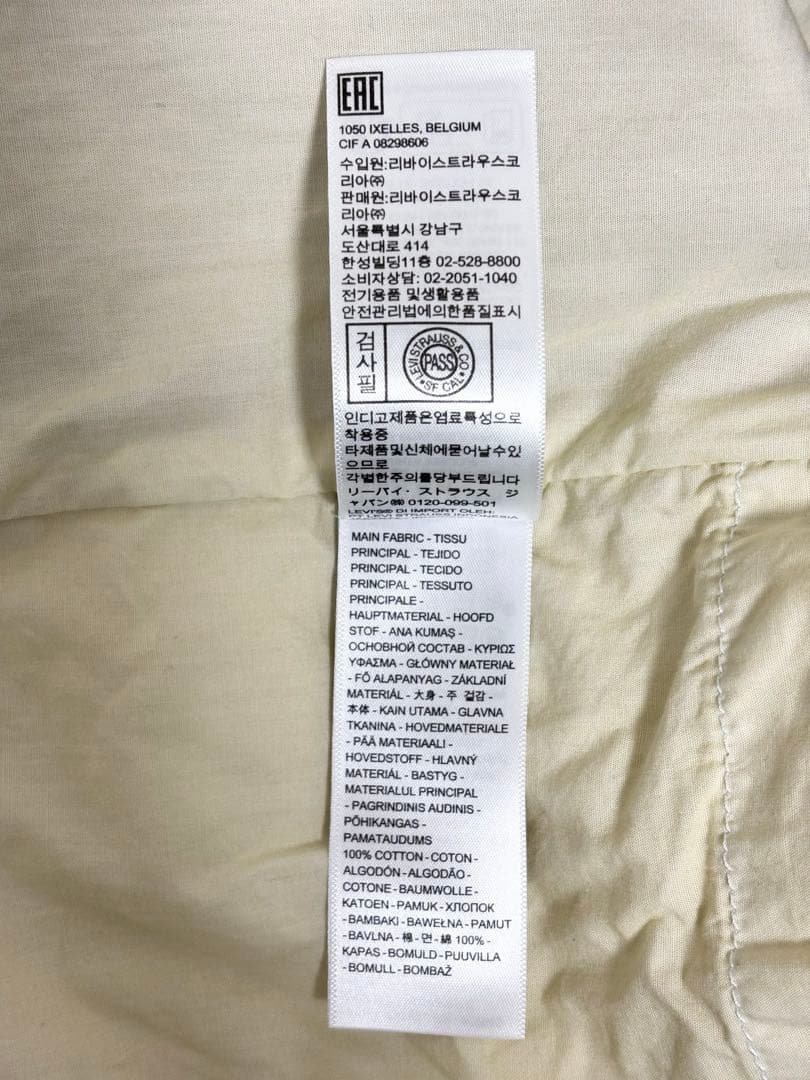 EAC
1050 IXELLES, BELGIUM
CIF A 08298606
수입원:리바이스트라우스코
리아㈜
판매원:리바이스트라우스코
리아㈜
서울특별시 강남구
도산대로 414
한성빌딩11층 02-528-8800
소비자상담: 02-2051-1040
전기용품 및생활용품
안전관리법에의한품질표시
검사필
LEVI STRAUSS & CO
PASS
SF CAL
인디고제품은염료특성으로
착용중
타제품및신체에묻어날수있
으므로
각별한주의를당부드립니다
リーバイ・ストラウス ジ
ャパン㈱ 0120-099-501
LEVI'S® DI IMPORT OLEH:
PT LEVI STRAUSS INDONESIA
MAIN FABRIC - TISSU
PRINCIPAL - TEJIDO
PRINCIPAL - TECIDO
PRINCIPAL - TESSUTO
PRINCIPALE -
HAUPTMATERIAL - HOOFD
STOF - ANA KUMAŞ -
ОСНОВНОЙ СОСТАВ - ΚΥΡΙΩΣ
ΥΦΑΣΜΑ - GŁÓWNY MATERIAŁ
- FŐ ALAPANYAG - ZÁKLADNÍ
MATERIÁL - 大身 - 주 겉감 -
本体 - KAIN UTAMA - GLAVNA
TKANINA - HOVEDMATERIALE
- PÄÄ MATERIAALI -
HOVEDSTOFF - HLAVNÝ
MATERIÁL - BASTYG -
MATERIALUL PRINCIPAL
- PAGRINDINIS AUDINIS -
PÕHIKANGAS -
PAMATAUDUMS
100% COTTON - COTON -
ALGODÓN - ALGODÃO -
COTONE - BAUMWOLLE -
KATOEN - PAMUK - ХЛОПОК
- BAMBAKI - BAWEŁNA - PAMUT
- BAVLNA - 棉 - 면 - 綿 100% -
KAPAS - BOMULD - PUUVILLA
- BOMULL - BOMBAŽ